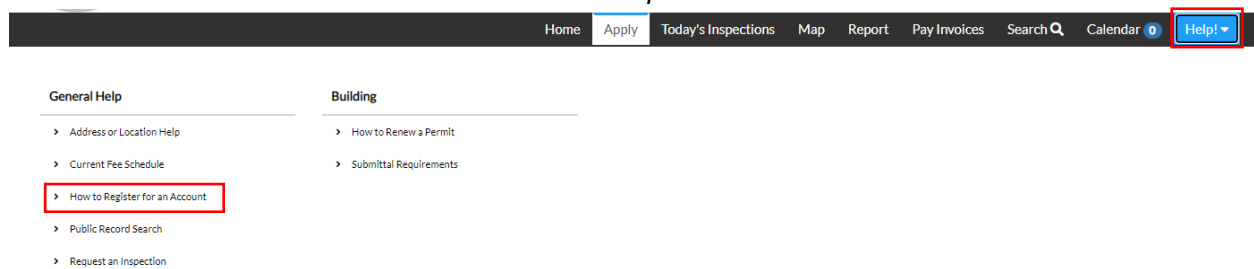 Home Apply Today's Inspections Map Report Pay Invoices Search Calendar 0 Help!
General Help
Address or Location Help
Current Fee Schedule
How to Register for an Account
Public Record Search
Request an Inspection
Building
How to Renew a Permit
Submittal Requirements